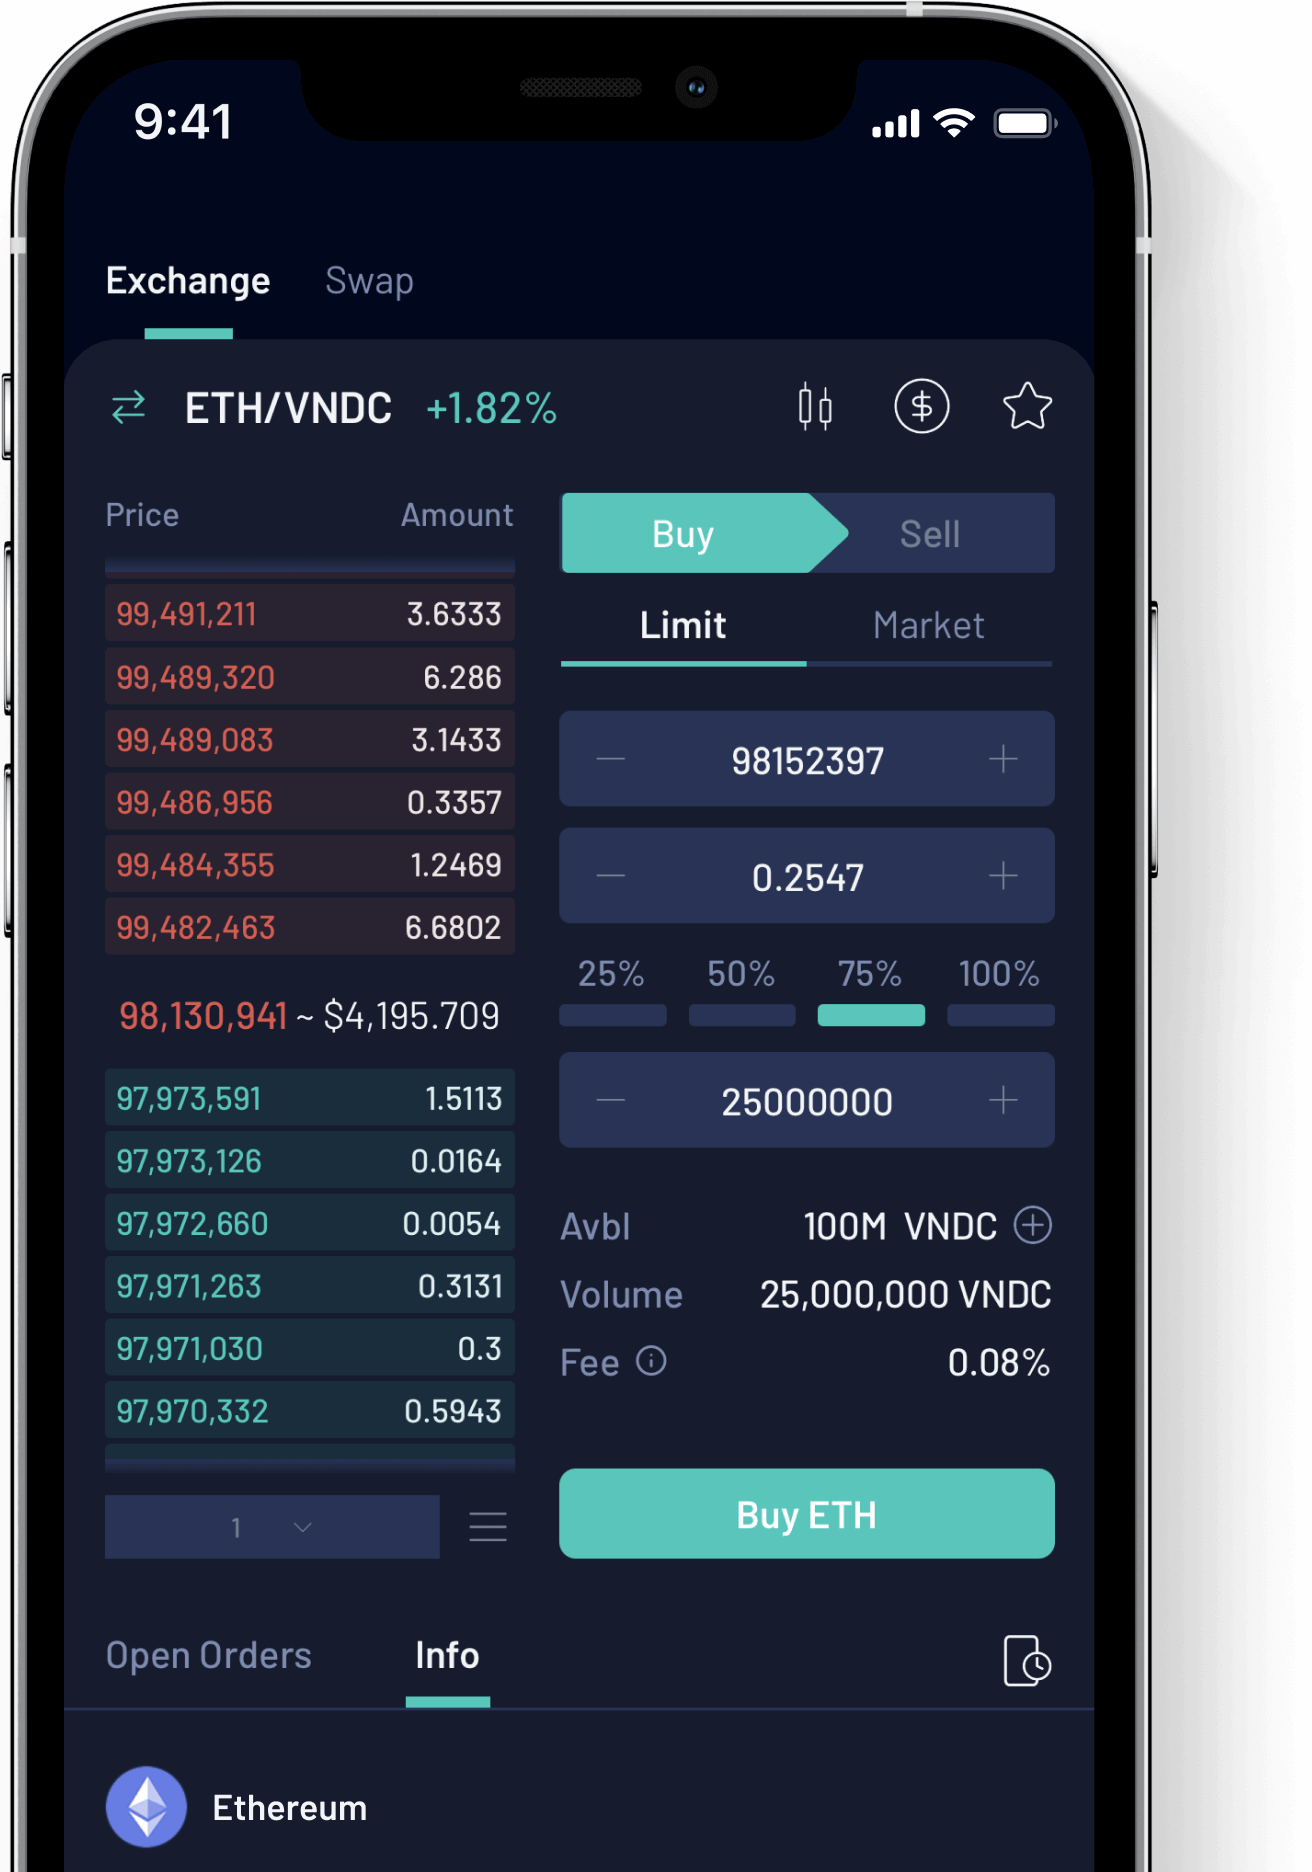 9:41
Exchange Swap
ETH/VNDC +1.82%
Price Amount
99,491,211 3.6333
99,489,320 6.286
99,489,083 3.1433
99,486,956 0.3357
99,484,355 1.2469
99,482,463 6.6802
98,130,941 ~ $4,195.709
97,973,591 1.5113
97,973,126 0.0164
97,972,660 0.0054
97,971,263 0.3131
97,971,030 0.3
97,970,332 0.5943
1
Buy Sell
Limit Market
98152397
0.2547
25% 50% 75% 100%
25000000
Avbl 100M VNDC
Volume 25,000,000 VNDC
Fee 0.08%
Buy ETH
Open Orders Info
Ethereum